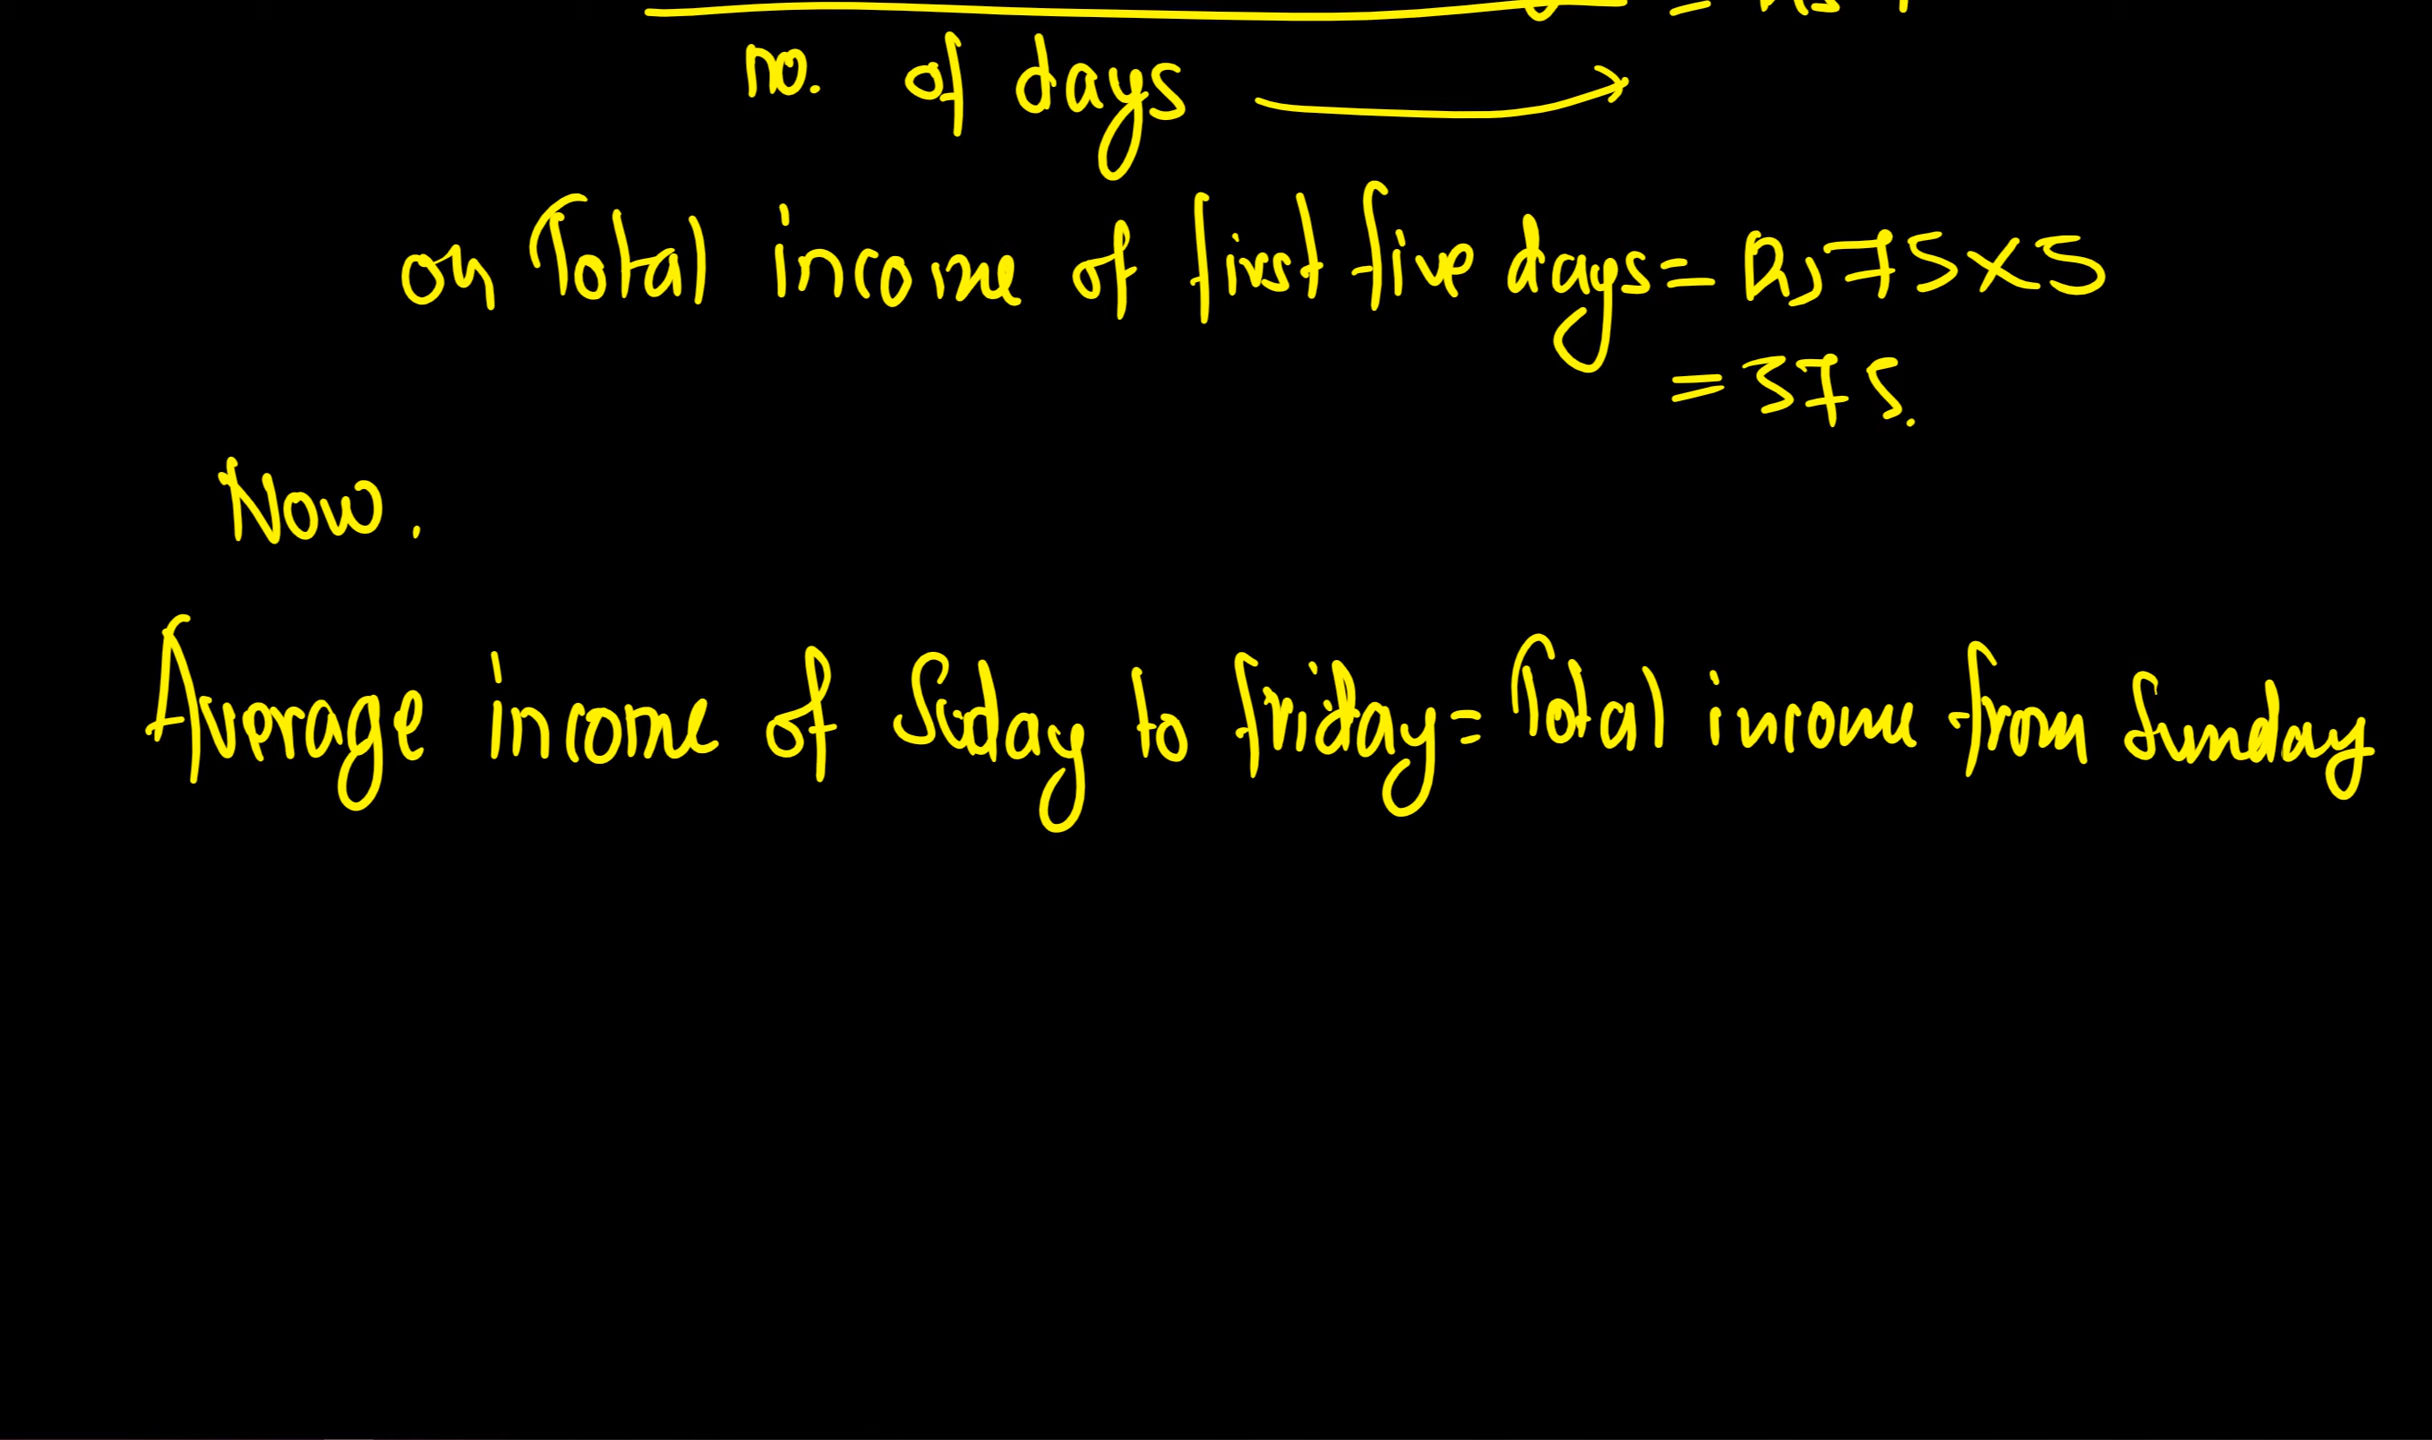 no. of days
or Total income of first five days = Rs 75 x 5
= 375.
Now.
Average income of Suday to friday = Total income from Sunday